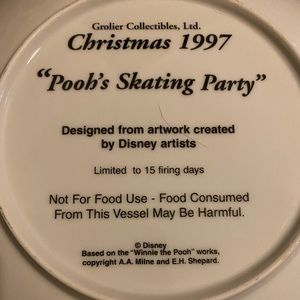 Grolier Collectibles, Ltd.
Christmas 1997
“Pooh's Skating Party”
Designed from artwork created
by Disney artists
Limited to 15 firing days
Not For Food Use - Food Consumed
From This Vessel May Be Harmful.
© Disney
Based on the "Winnie the Pooh" works,
copyright A.A. Milne and E.H. Shepard.